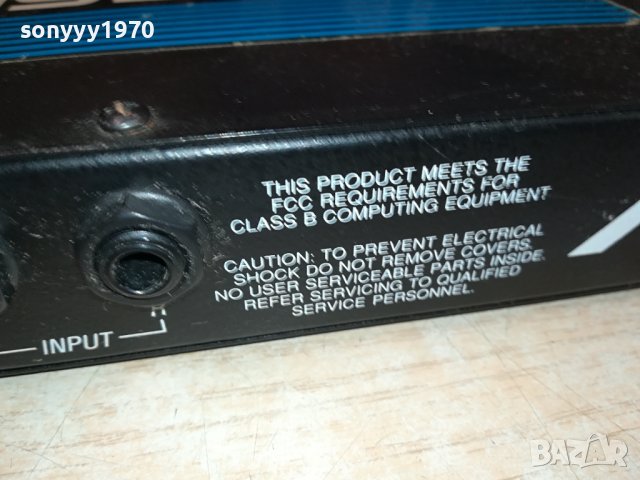 sonyyy1970
THIS PRODUCT MEETS THE
FCC REQUIREMENTS FOR
CLASS B COMPUTING EQUIPMENT
CAUTION: TO PREVENT ELECTRICAL
SHOCK DO NOT REMOVE COVERS.
NO USER SERVICEABLE PARTS INSIDE.
REFER SERVICING TO QUALIFIED
SERVICE PERSONNEL.
INPUT
BAZAR